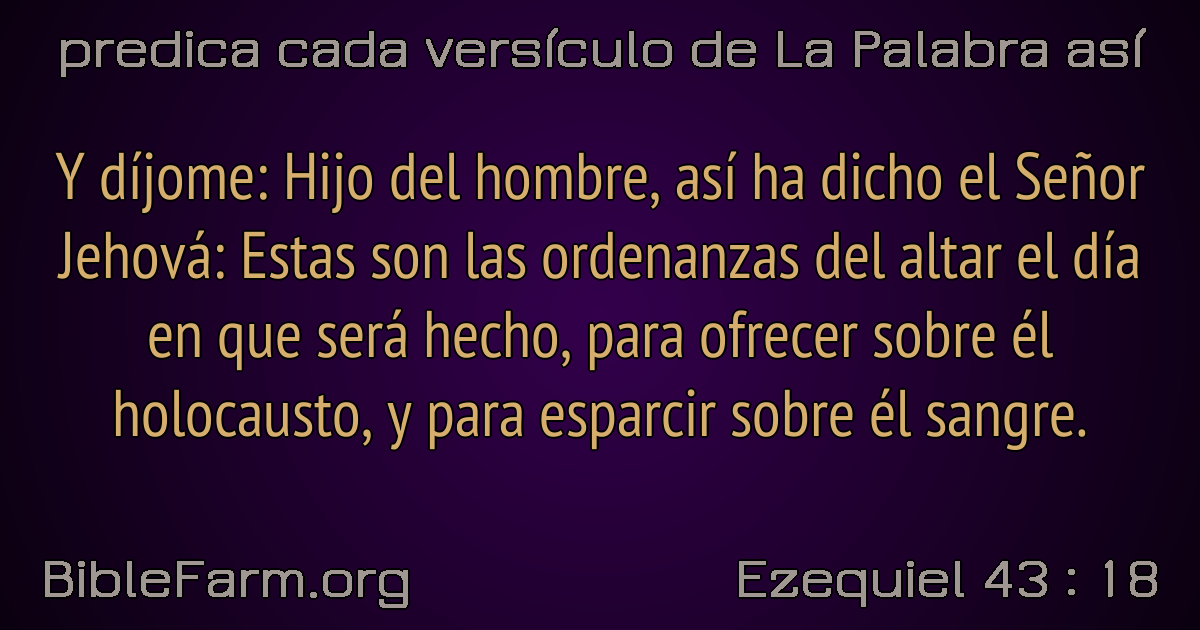 predica cada versículo de La Palabra así
Y díjome: Hijo del hombre, así ha dicho el Señor
Jehová: Estas son las ordenanzas del altar el día
en que será hecho, para ofrecer sobre él
holocausto, y para esparcir sobre él sangre.
BibleFarm.org
Ezequiel 43 : 18